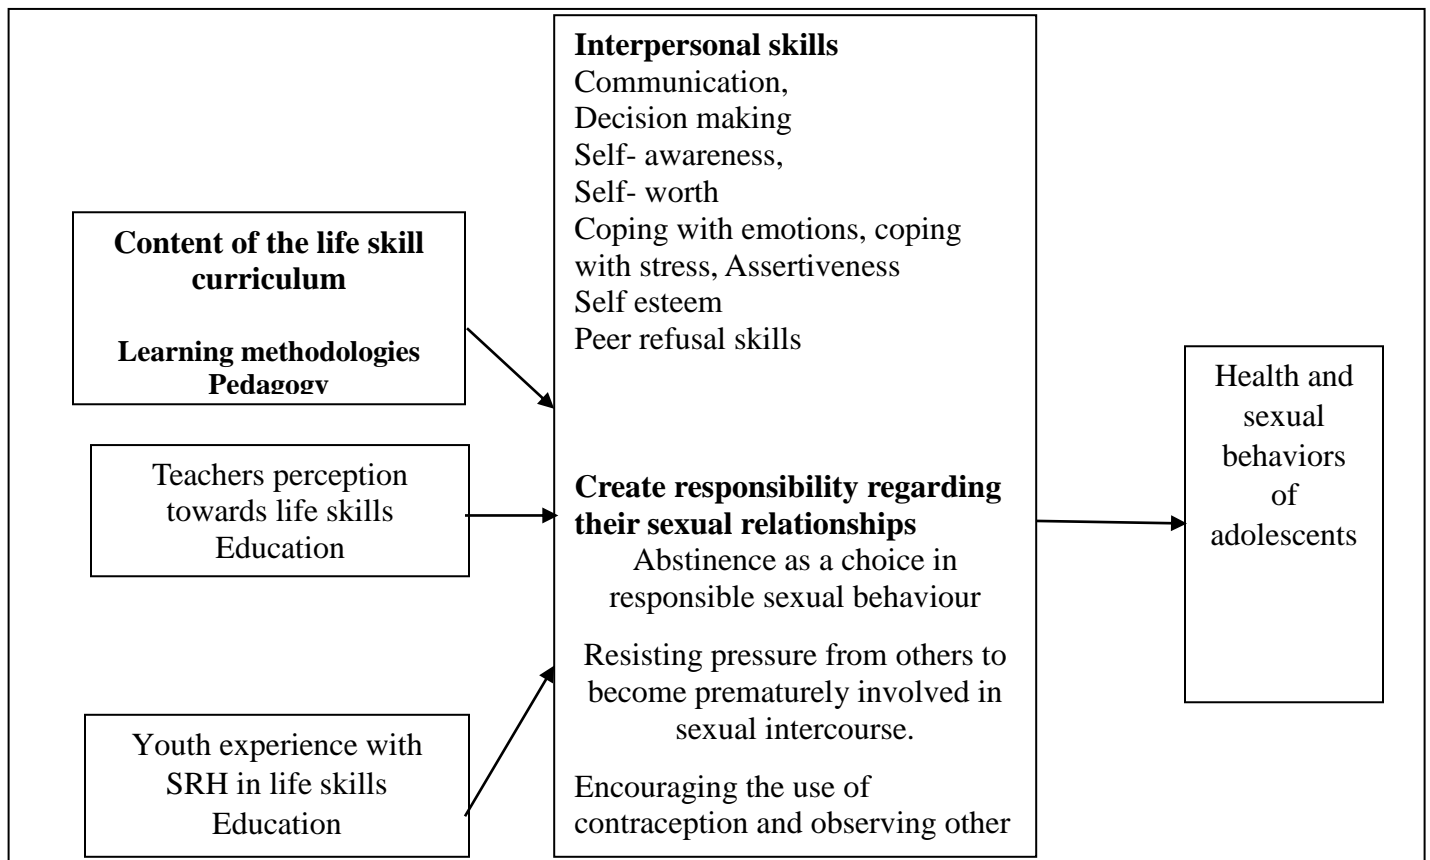 Content of the life skill
curriculum
Learning methodologies
Pedagogy
Teachers perception
towards life skills
Education
Youth experience with
SRH in life skills
Education
Interpersonal skills
Communication,
Decision making
Self- awareness,
Self- worth
Coping with emotions, coping
with stress, Assertiveness
Self esteem
Peer refusal skills
Create responsibility regarding
their sexual relationships
Abstinence as a choice in
responsible sexual behaviour
Resisting pressure from others to
become prematurely involved in
sexual intercourse.
Encouraging the use of
contraception and observing other
Health and
sexual
behaviors
of
adolescents